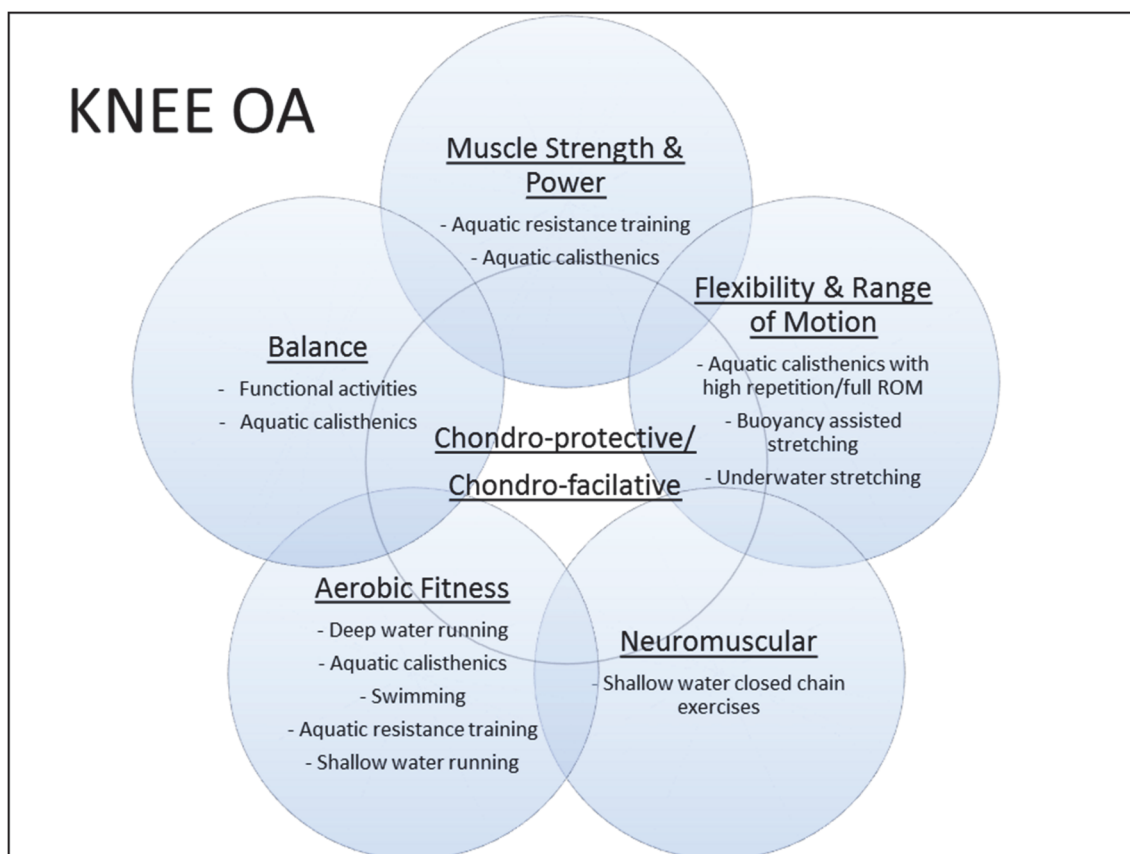 KNEE OA
Muscle Strength &
Power
- Aquatic resistance training
- Aquatic calisthenics
Flexibility & Range
of Motion
- Aquatic calisthenics with
high repetition/full ROM
- Buoyancy assisted
stretching
- Underwater stretching
Balance
- Functional activities
- Aquatic calisthenics
Chondro-protective/
Chondro-facilative
Aerobic Fitness
- Deep water running
- Aquatic calisthenics
- Swimming
- Aquatic resistance training
- Shallow water running
Neuromuscular
- Shallow water closed chain
exercises